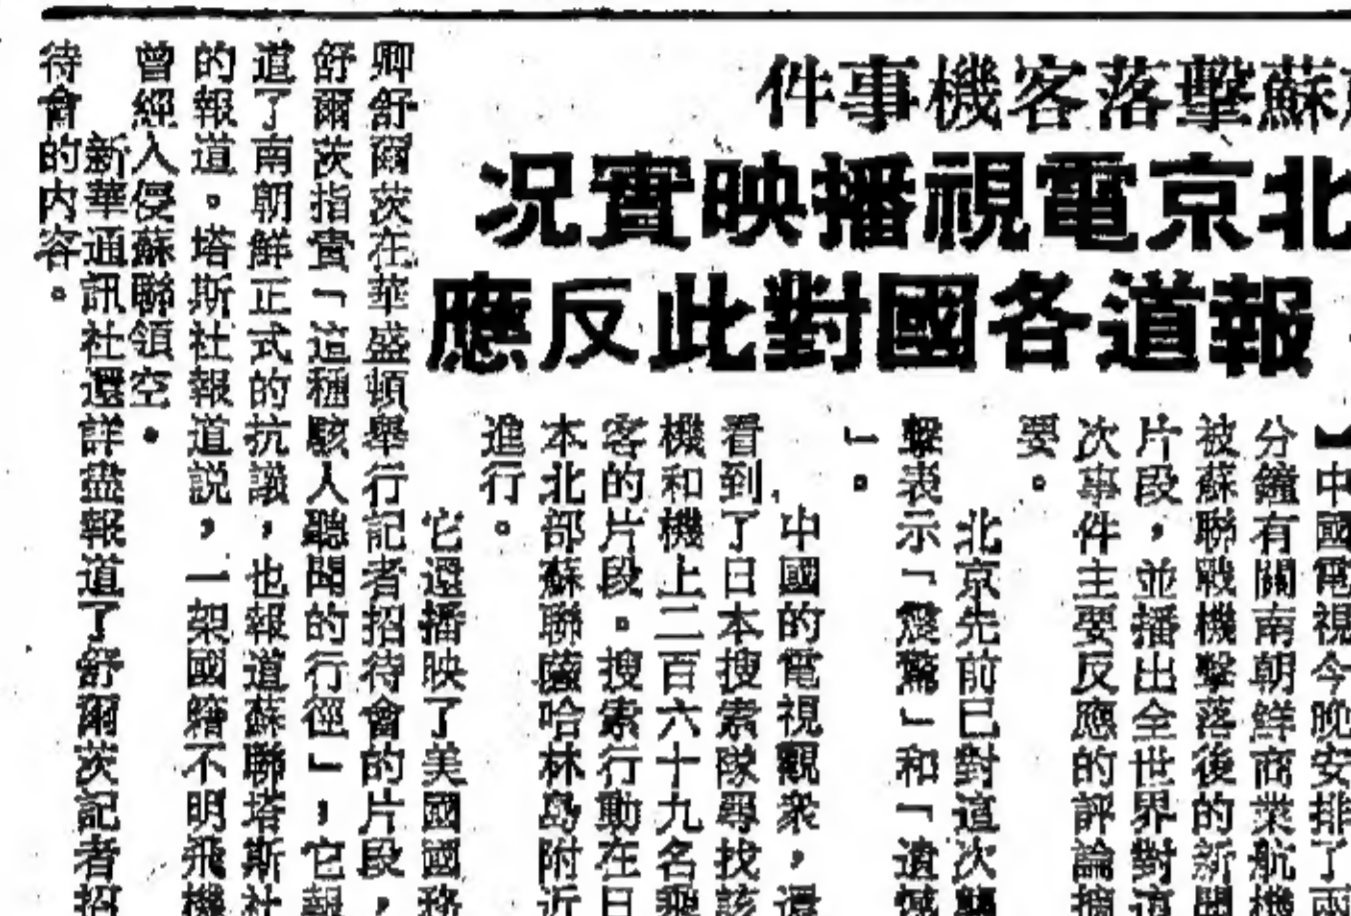 蘇擊落客機事件
北京電視播映實况
報道各國對此反應
】中國電視今晚安排了兩
分鐘有關南朝鮮商業航機
被蘇聯戰機擊落後的新聞
片段，並播出全世界對這
次事件主要反應的評論摘
要。
北京先前已對這次襲
擊表示「震驚」和「遺憾
」。
中國的電視觀衆，還
看到了日本搜索隊尋找該
機和機上二百六十九名乘
客的片段。搜索行動在日
本北部蘇聯薩哈林島附近
進行。
它還播映了美國國務
卿舒爾茨在華盛頓舉行記者招待會的片段，
舒爾茨指責「這種駭人聽聞的行徑」，它報
道了南朝鮮正式的抗議，也報道蘇聯塔斯社
的報道。塔斯社報道説，一架國籍不明飛機
曾經入侵蘇聯領空。
新華通訊社還詳盡報道了舒爾茨記者招
待會的内容。